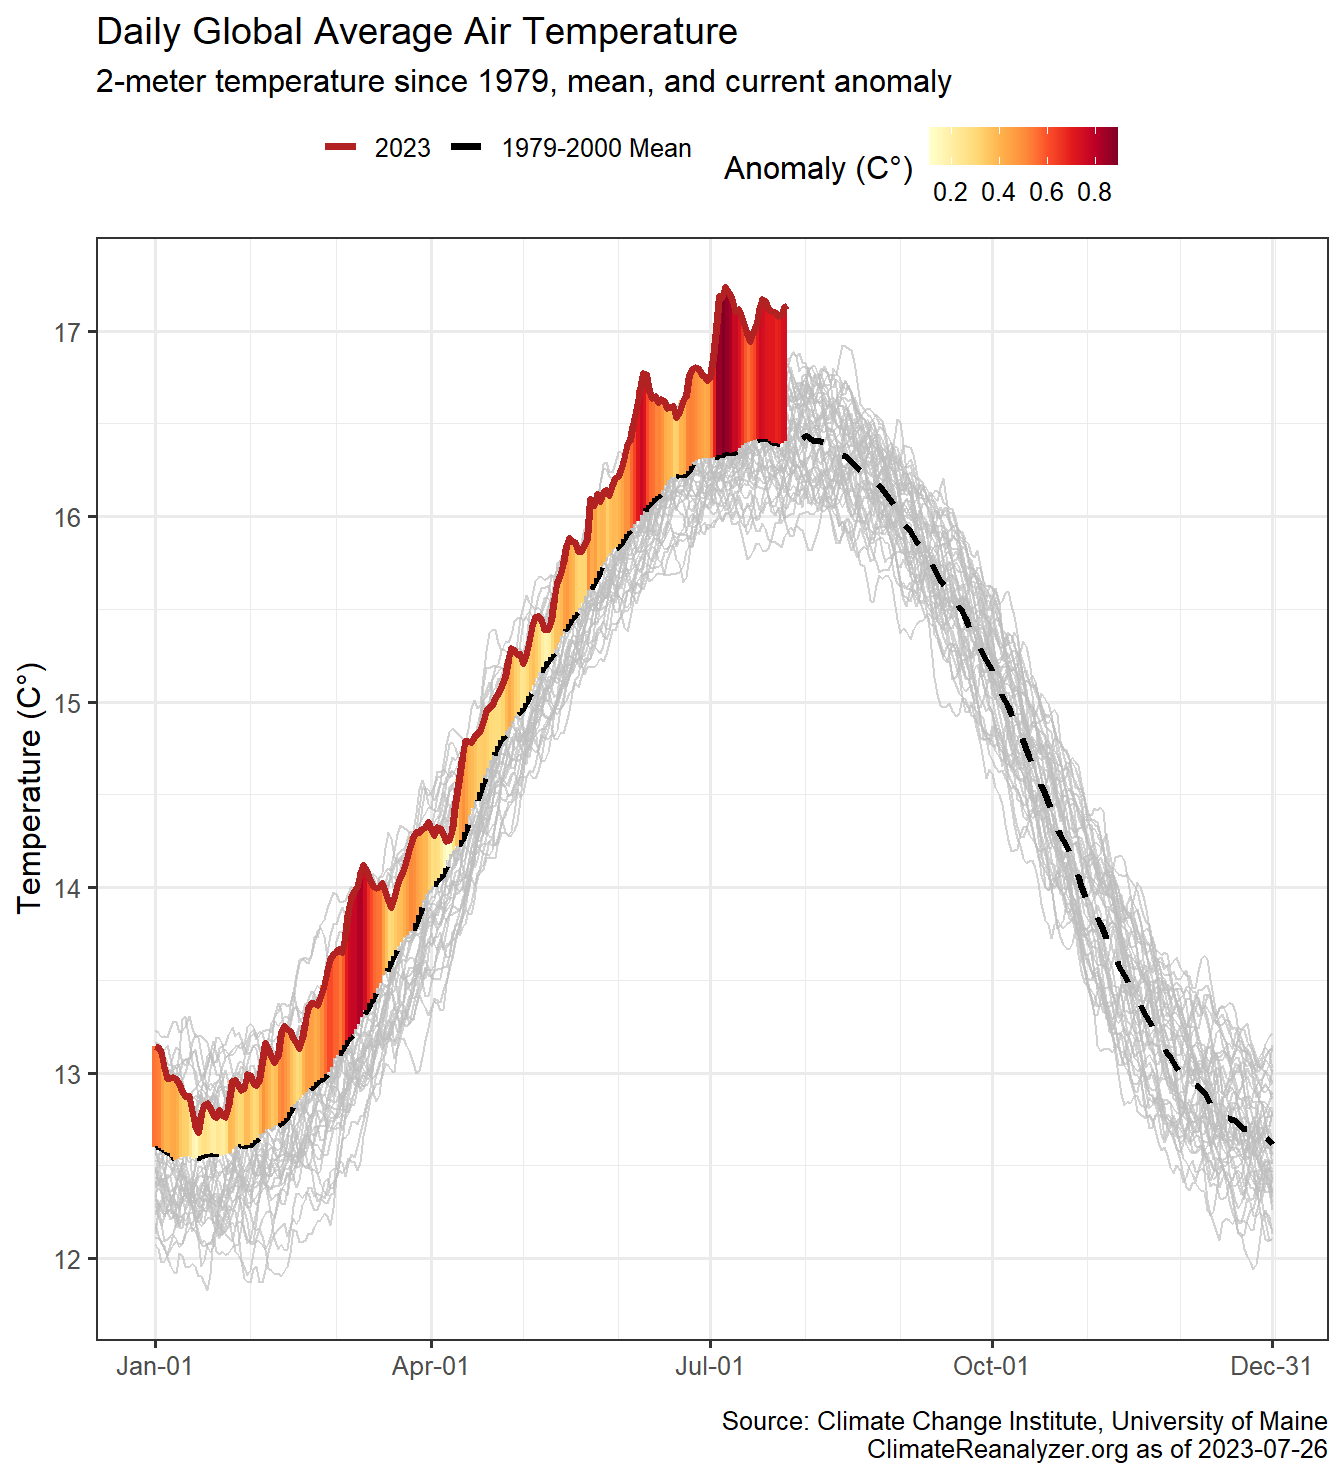 Daily Global Average Air Temperature
2-meter temperature since 1979, mean, and current anomaly
2023
1979-2000 Mean
Anomaly (C°)
0.2 0.4 0.6 0.8
Temperature (C°)
17
16
15
14
13
12
Jan-01 Apr-01 Jul-01 Oct-01 Dec-31
Source: Climate Change Institute, University of Maine
ClimateReanalyzer.org as of 2023-07-26